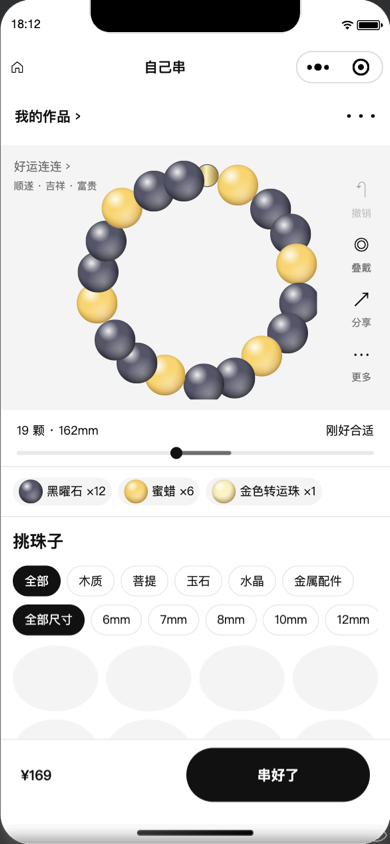 18:12
自己串
我的作品 >
好运连连 >
顺遂 · 吉祥 · 富贵
撤销
叠戴
分享
更多
19 颗 · 162mm
刚好合适
黑曜石 ×12
蜜蜡 ×6
金色转运珠 ×1
挑珠子
全部
木质
菩提
玉石
水晶
金属配件
全部尺寸
6mm
7mm
8mm
10mm
12mm
¥169
串好了